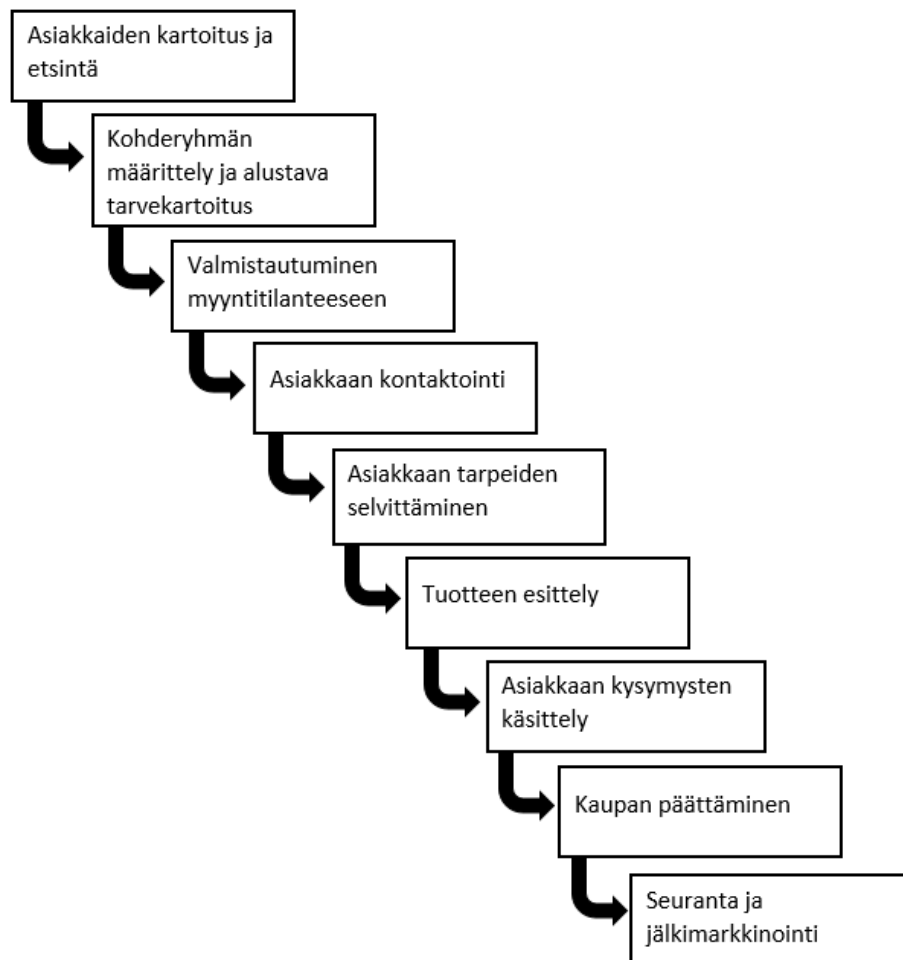 Asiakkaiden kartoitus ja
etsintä
Kohderyhmän
määrittely ja alustava
tarvekartoitus
Valmistautuminen
myyntitilanteeseen
Asiakkaan kontaktointi
Asiakkaan tarpeiden
selvittäminen
Tuotteen esittely
Asiakkaan kysymysten
käsittely
Kaupan päättäminen
Seuranta ja
jälkimarkkinointi